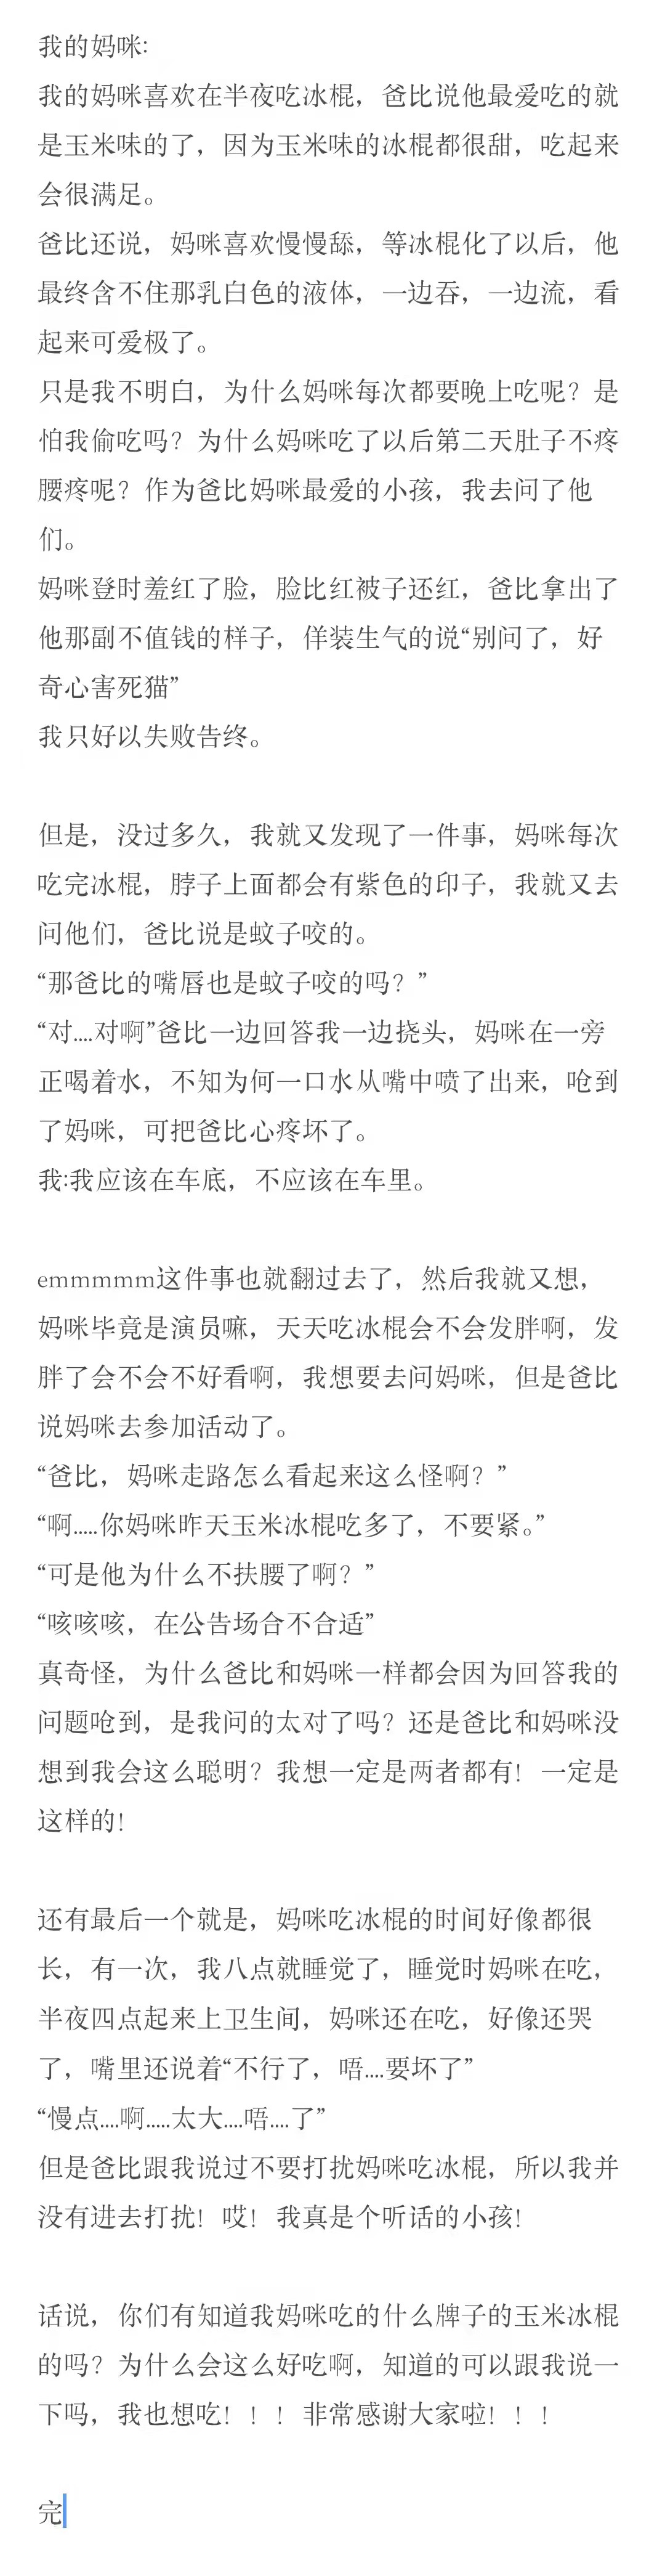 我的妈咪:
我的妈咪喜欢在半夜吃冰棍，爸比说他最爱吃的就
是玉米味的了，因为玉米味的冰棍都很甜，吃起来
会很满足。
爸比还说，妈咪喜欢慢慢舔，等冰棍化了以后，他
最终含不住那乳白色的液体，一边吞，一边流，看
起来可爱极了。
只是我不明白，为什么妈咪每次都要晚上吃呢？是
怕我偷吃吗？为什么妈咪吃了以后第二天肚子不疼
腰疼呢？作为爸比妈咪最爱的小孩，我去问了他
们。
妈咪登时羞红了脸，脸比红被子还红，爸比拿出了
他那副不值钱的样子，佯装生气的说“别问了，好
奇心害死猫”
我只好以失败告终。

但是，没过多久，我就又发现了一件事，妈咪每次
吃完冰棍，脖子上面都会有紫色的印子，我就又去
问他们，爸比说是蚊子咬的。
“那爸比的嘴唇也是蚊子咬的吗？”
“对....对啊”爸比一边回答我一边挠头，妈咪在一旁
正喝着水，不知为何一口水从嘴中喷了出来，呛到
了妈咪，可把爸比心疼坏了。
我:我应该在车底，不应该在车里。

emmmmm这件事也就翻过去了，然后我就又想，
妈咪毕竟是演员嘛，天天吃冰棍会不会发胖啊，发
胖了会不会不好看啊，我想要去问妈咪，但是爸比
说妈咪去参加活动了。
“爸比，妈咪走路怎么看起来这么怪啊？”
“啊.....你妈咪昨天玉米冰棍吃多了，不要紧。”
“可是他为什么不扶腰了啊？”
“咳咳咳，在公告场合不合适”
真奇怪，为什么爸比和妈咪一样都会因为回答我的
问题呛到，是我问的太对了吗？还是爸比和妈咪没
想到我会这么聪明？我想一定是两者都有！一定是
这样的！

还有最后一个就是，妈咪吃冰棍的时间好像都很
长，有一次，我八点就睡觉了，睡觉时妈咪在吃，
半夜四点起来上卫生间，妈咪还在吃，好像还哭
了，嘴里还说着“不行了，唔....要坏了”
“慢点....啊.....太大....唔....了”
但是爸比跟我说过不要打扰妈咪吃冰棍，所以我并
没有进去打扰！哎！我真是个听话的小孩！

话说，你们有知道我妈咪吃的什么牌子的玉米冰棍
的吗？为什么会这么好吃啊，知道的可以跟我说一
下吗，我也想吃！！！非常感谢大家啦！！！

完